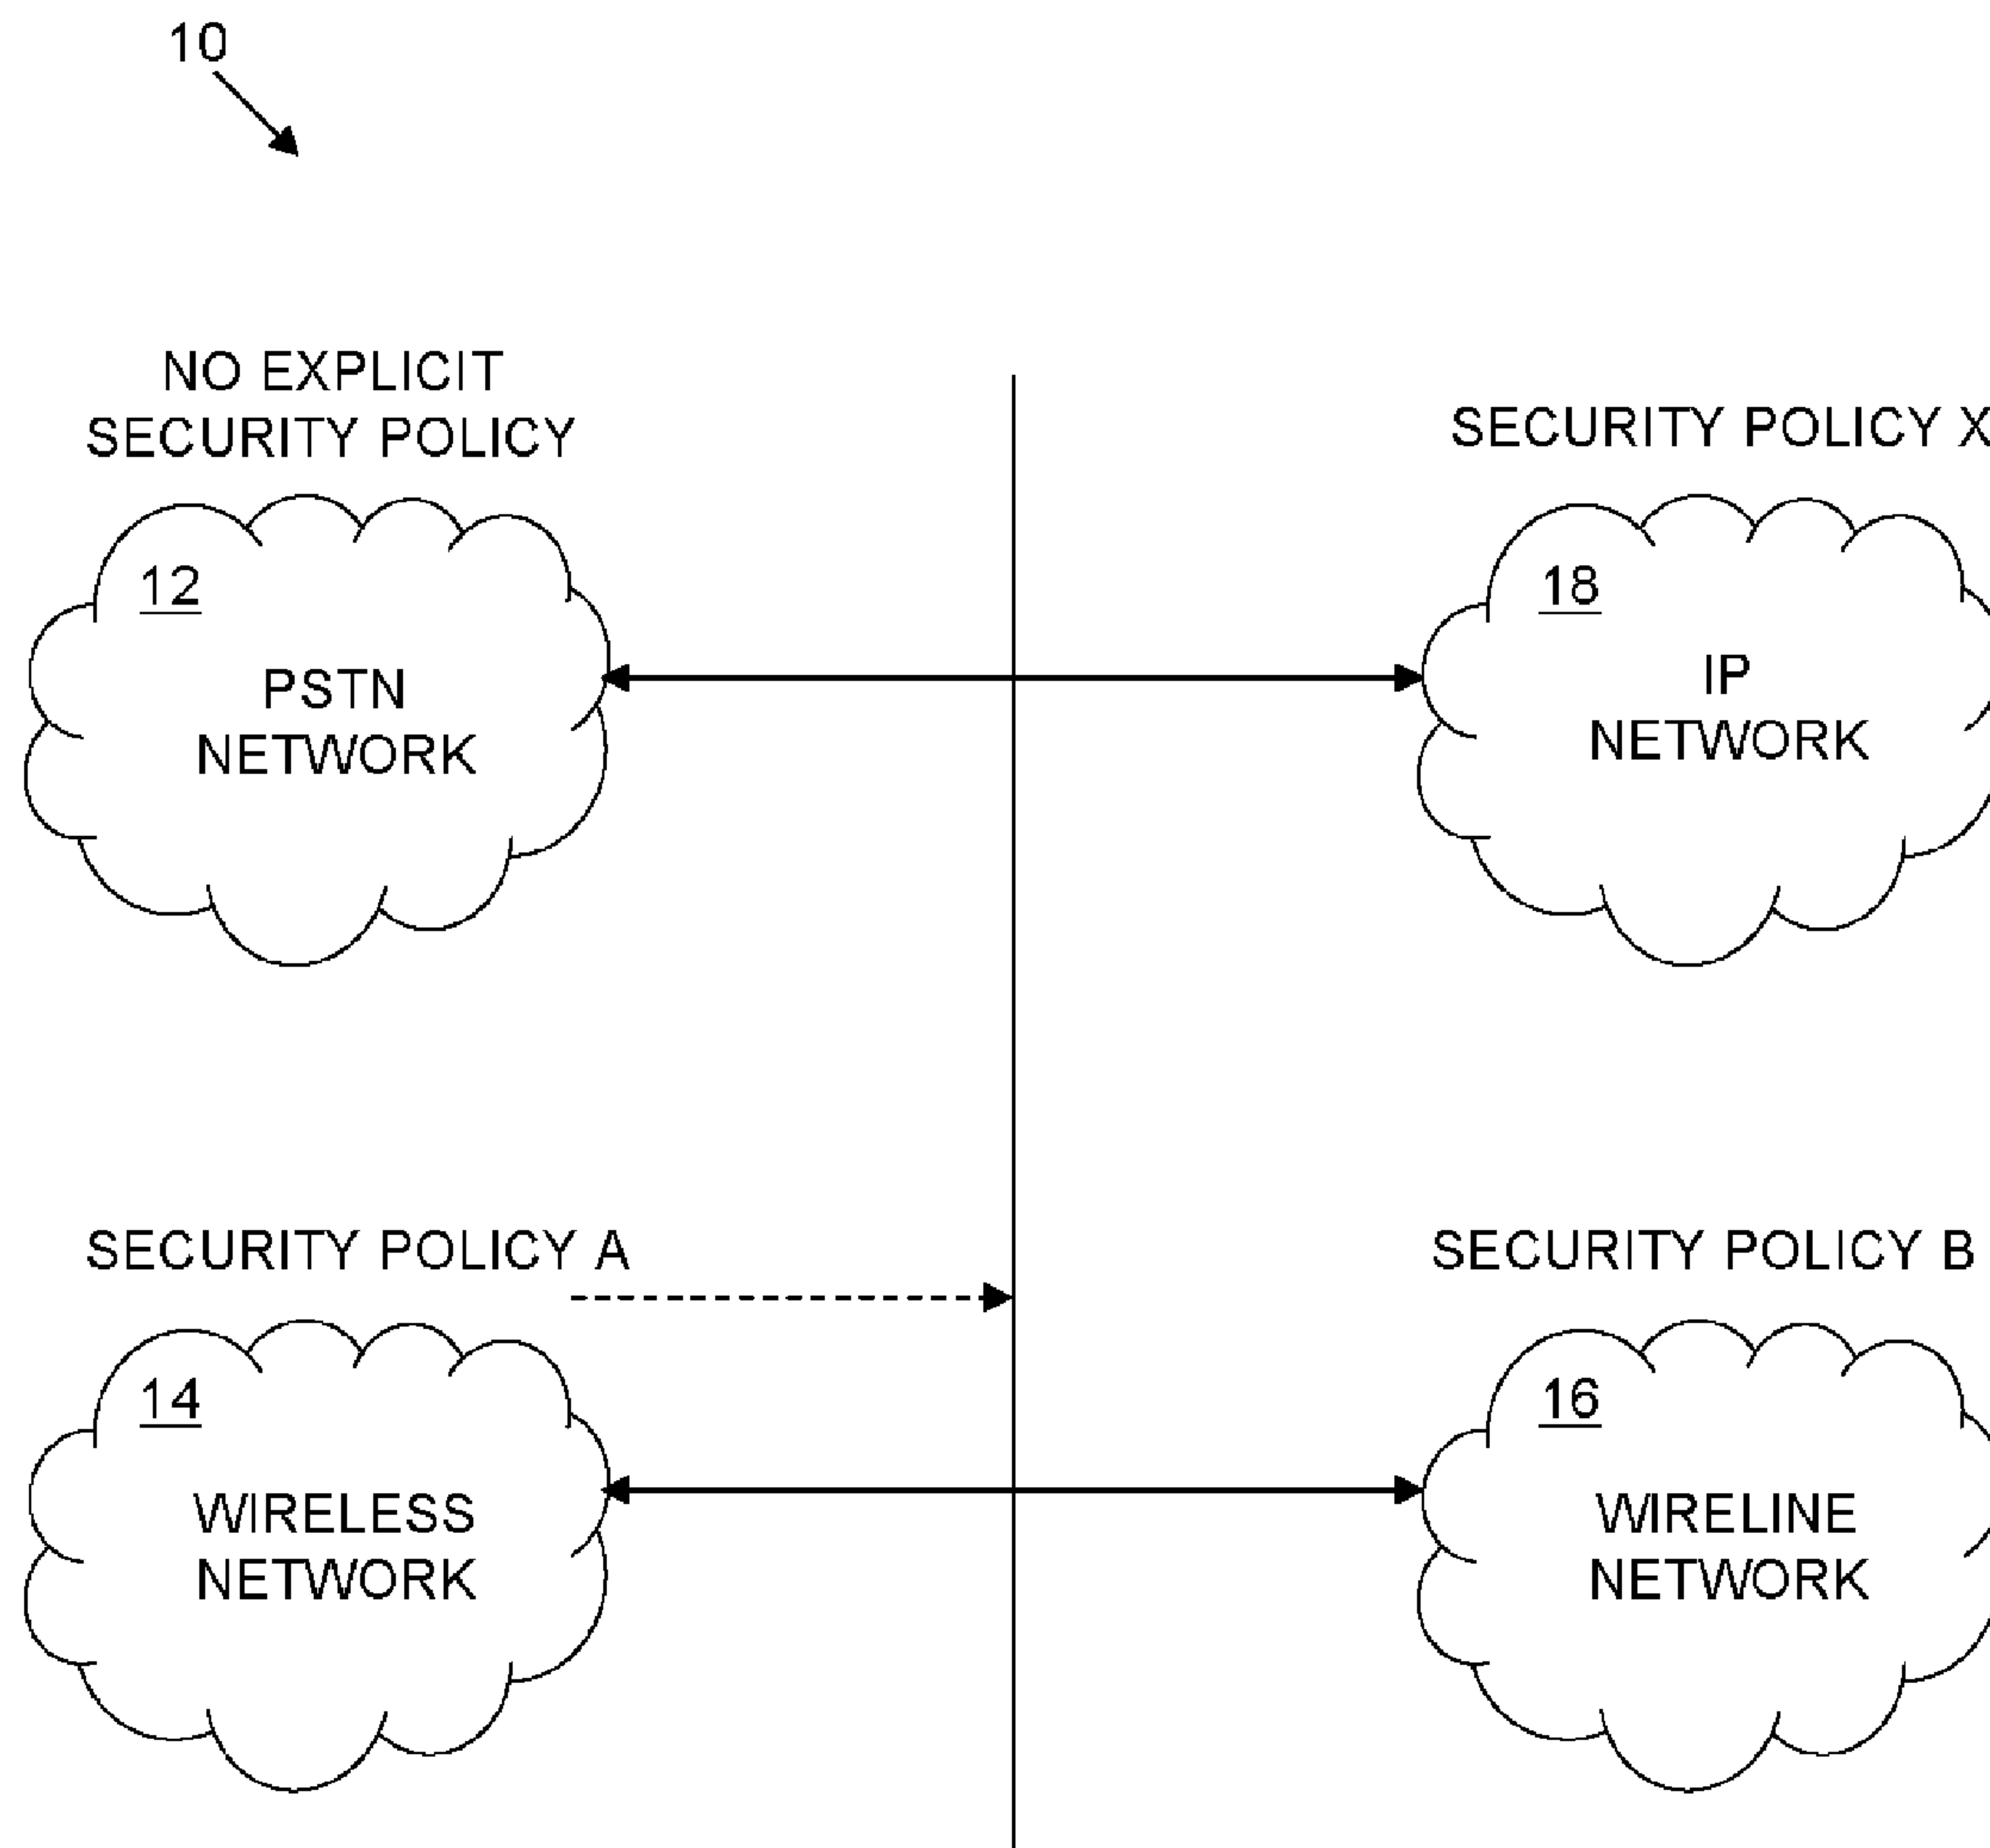 10
NO EXPLICIT
SECURITY POLICY
12
PSTN
NETWORK
SECURITY POLICY X
18
IP
NETWORK
SECURITY POLICY A
14
WIRELESS
NETWORK
SECURITY POLICY B
16
WIRELINE
NETWORK